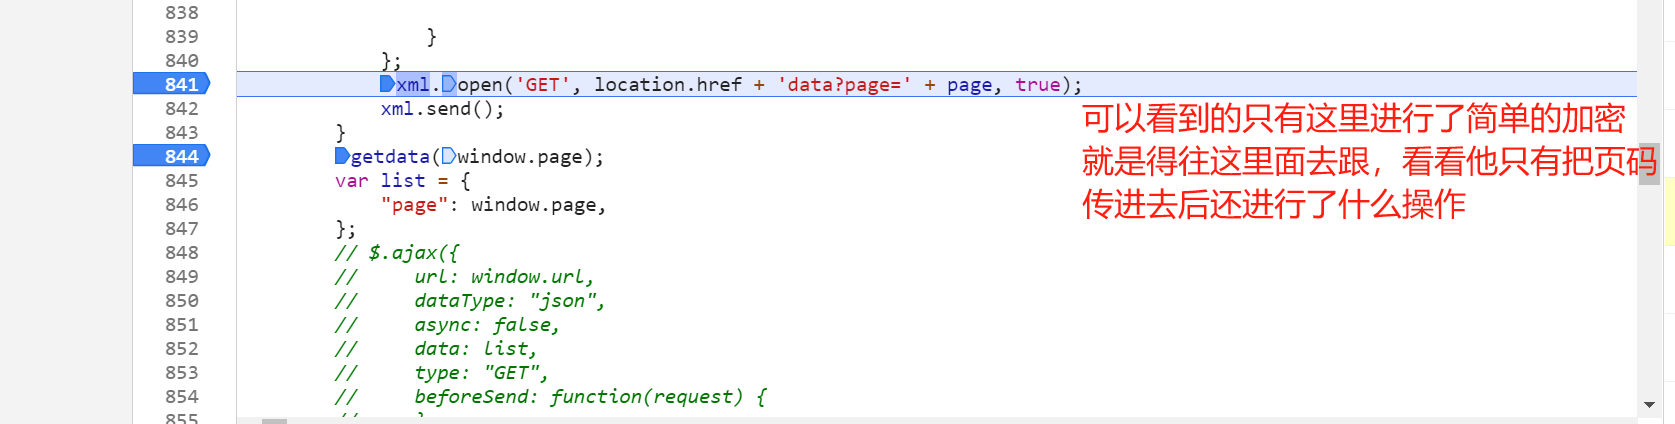 838
839 }
840 };
841 xml.open('GET', location.href + 'data?page=' + page, true);
842 xml.send();
843 }
844 getdata(window.page);
845 var list = {
846 "page": window.page,
847 };
848 // $.ajax({
849 // url: window.url,
850 // dataType: "json",
851 // async: false,
852 // data: list,
853 // type: "GET",
854 // beforeSend: function(request) {
855
可以看到的只有这里进行了简单的加密
就是得往这里面去跟，看看他只有把页码
传进去后还进行了什么操作